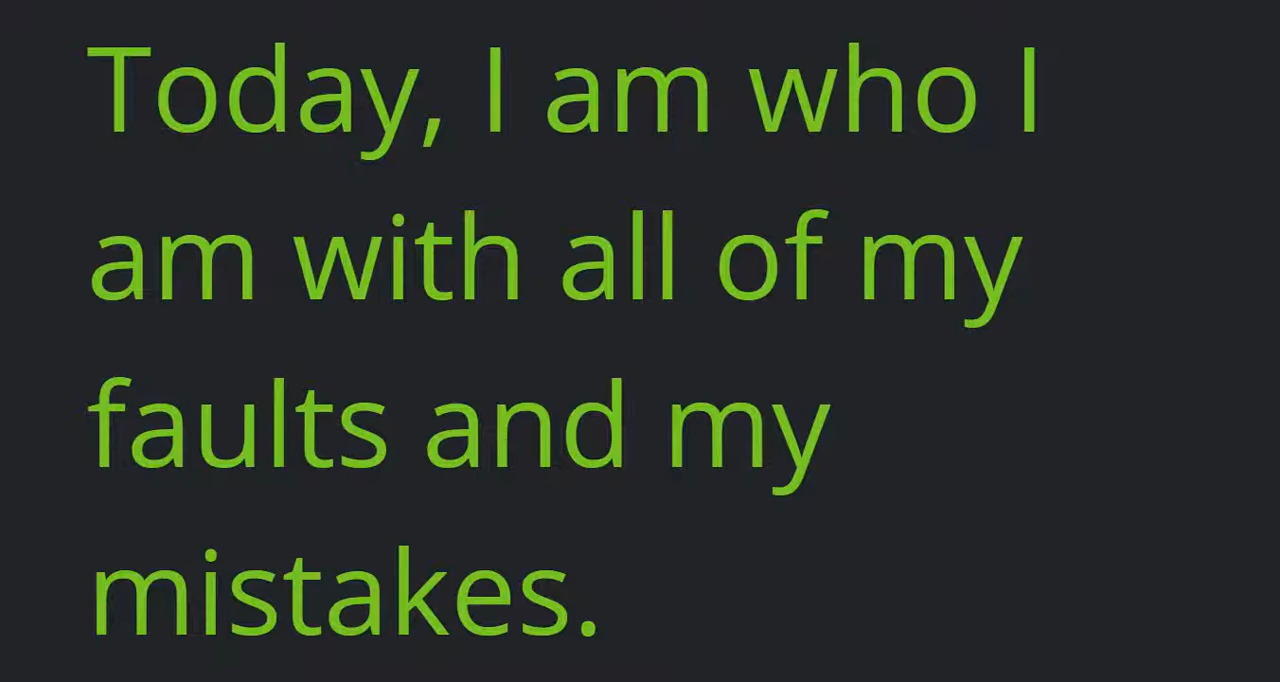 Today, I am who I
am with all of my
faults and my
mistakes.